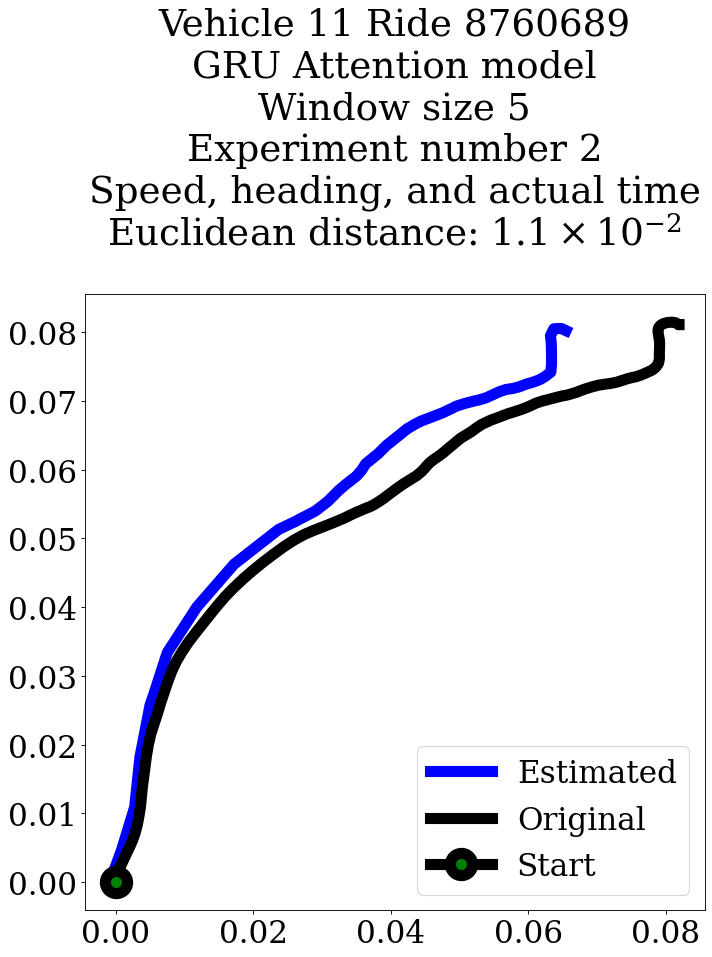 Vehicle 11 Ride 8760689
GRU Attention model
Window size 5
Experiment number 2
Speed, heading, and actual time
Euclidean distance: 1.1 × 10⁻²
0.08
0.07
0.06
0.05
0.04
0.03
0.02
0.01
0.00
Estimated
Original
Start
0.00 0.02 0.04 0.06 0.08